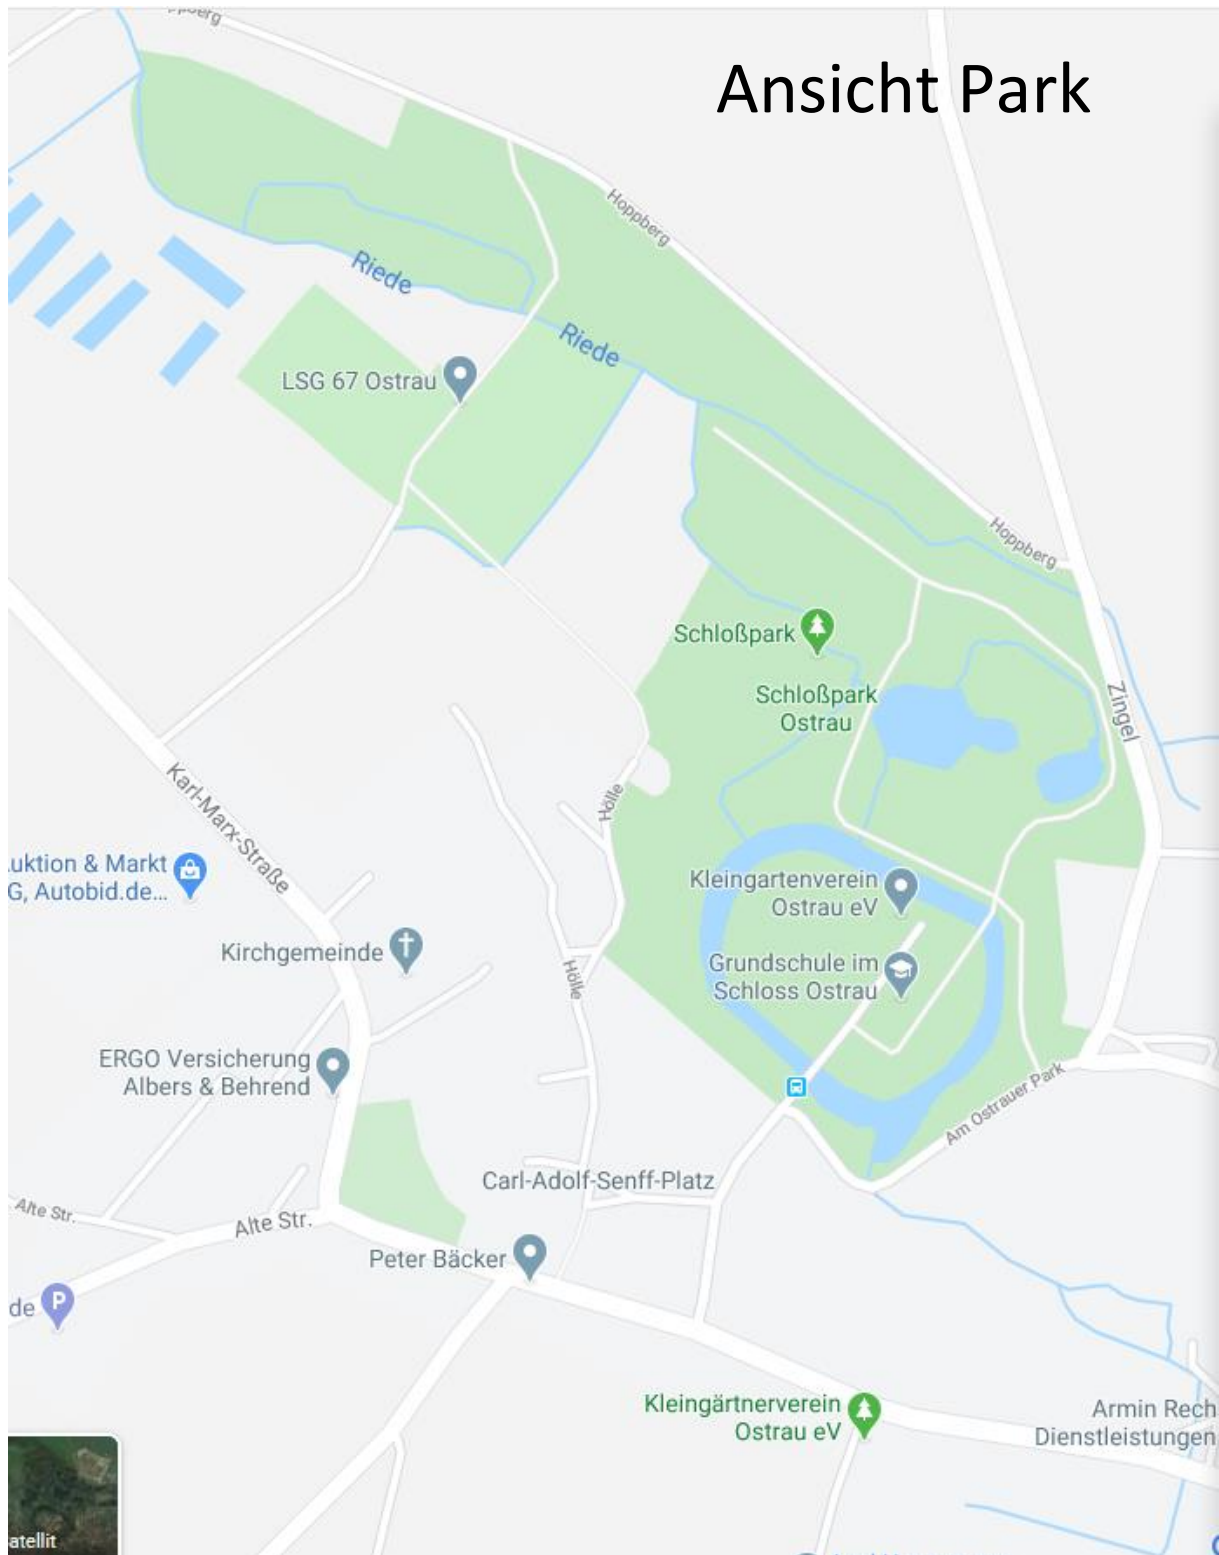 Ansicht Park
Hoppberg
Riede
Riede
LSG 67 Ostrau
Hoppberg
Schloßpark
Schloßpark
Ostrau
Zingel
Karl-Marx-Straße
Hölle
Markt
G, Autobid.de...
Kleingartenverein
Ostrau eV
Kirchgemeinde
Grundschule im
Schloss Ostrau
Hölle
ERGO Versicherung
Albers & Behrend
Am Ostrauer Park
Carl-Adolf-Senff-Platz
Alte Str.
Alte Str.
Peter Bäcker
de
P
Kleingärtnerverein
Ostrau eV
Armin Rech
Dienstleistungen
atellit